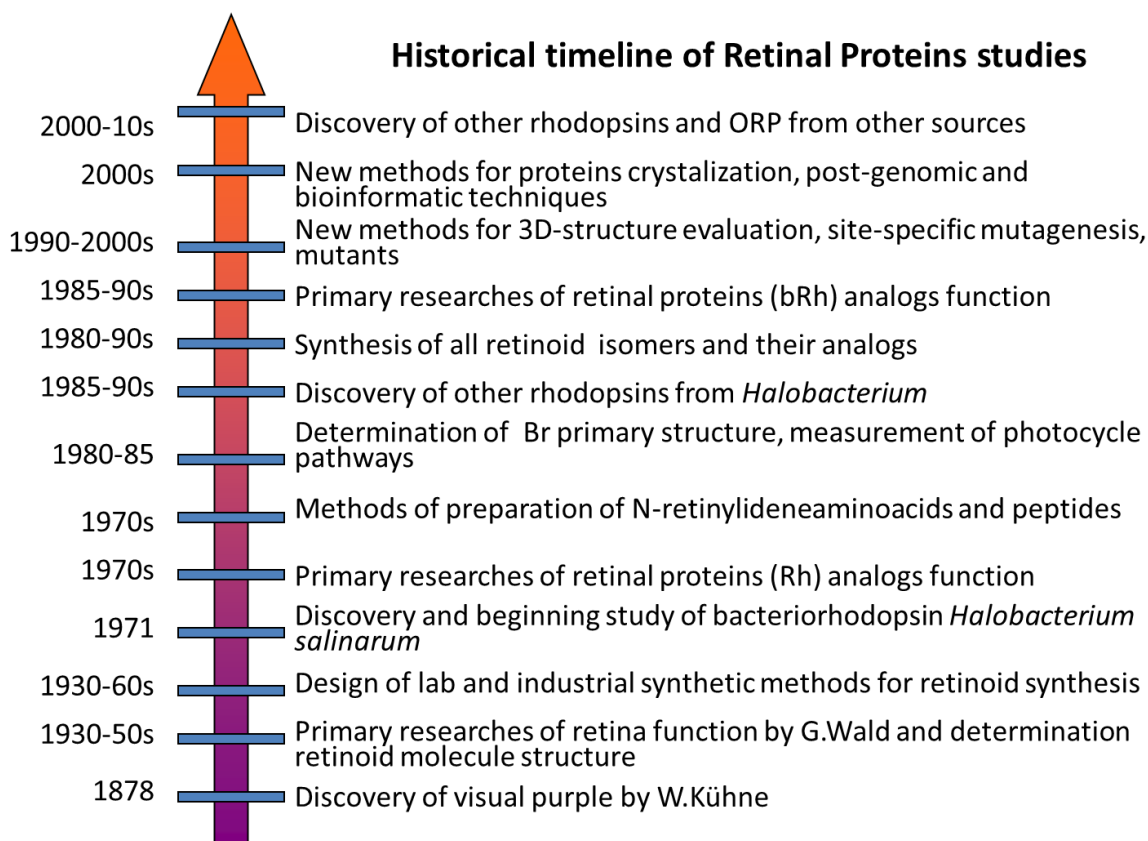 Historical timeline of Retinal Proteins studies
2000-10s
Discovery of other rhodopsins and ORP from other sources
2000s
New methods for proteins crystalization, post-genomic and
bioinformatic techniques
1990-2000s
New methods for 3D-structure evaluation, site-specific mutagenesis,
mutants
1985-90s
Primary researches of retinal proteins (bRh) analogs function
1980-90s
Synthesis of all retinoid isomers and their analogs
1985-90s
Discovery of other rhodopsins from Halobacterium
1980-85
Determination of Br primary structure, measurement of photocycle
pathways
1970s
Methods of preparation of N-retinylideneaminoacids and peptides
1970s
Primary researches of retinal proteins (Rh) analogs function
1971
Discovery and beginning study of bacteriorhodopsin Halobacterium
salinarum
1930-60s
Design of lab and industrial synthetic methods for retinoid synthesis
1930-50s
Primary researches of retina function by G.Wald and determination
retinoid molecule structure
1878
Discovery of visual purple by W.Kühne